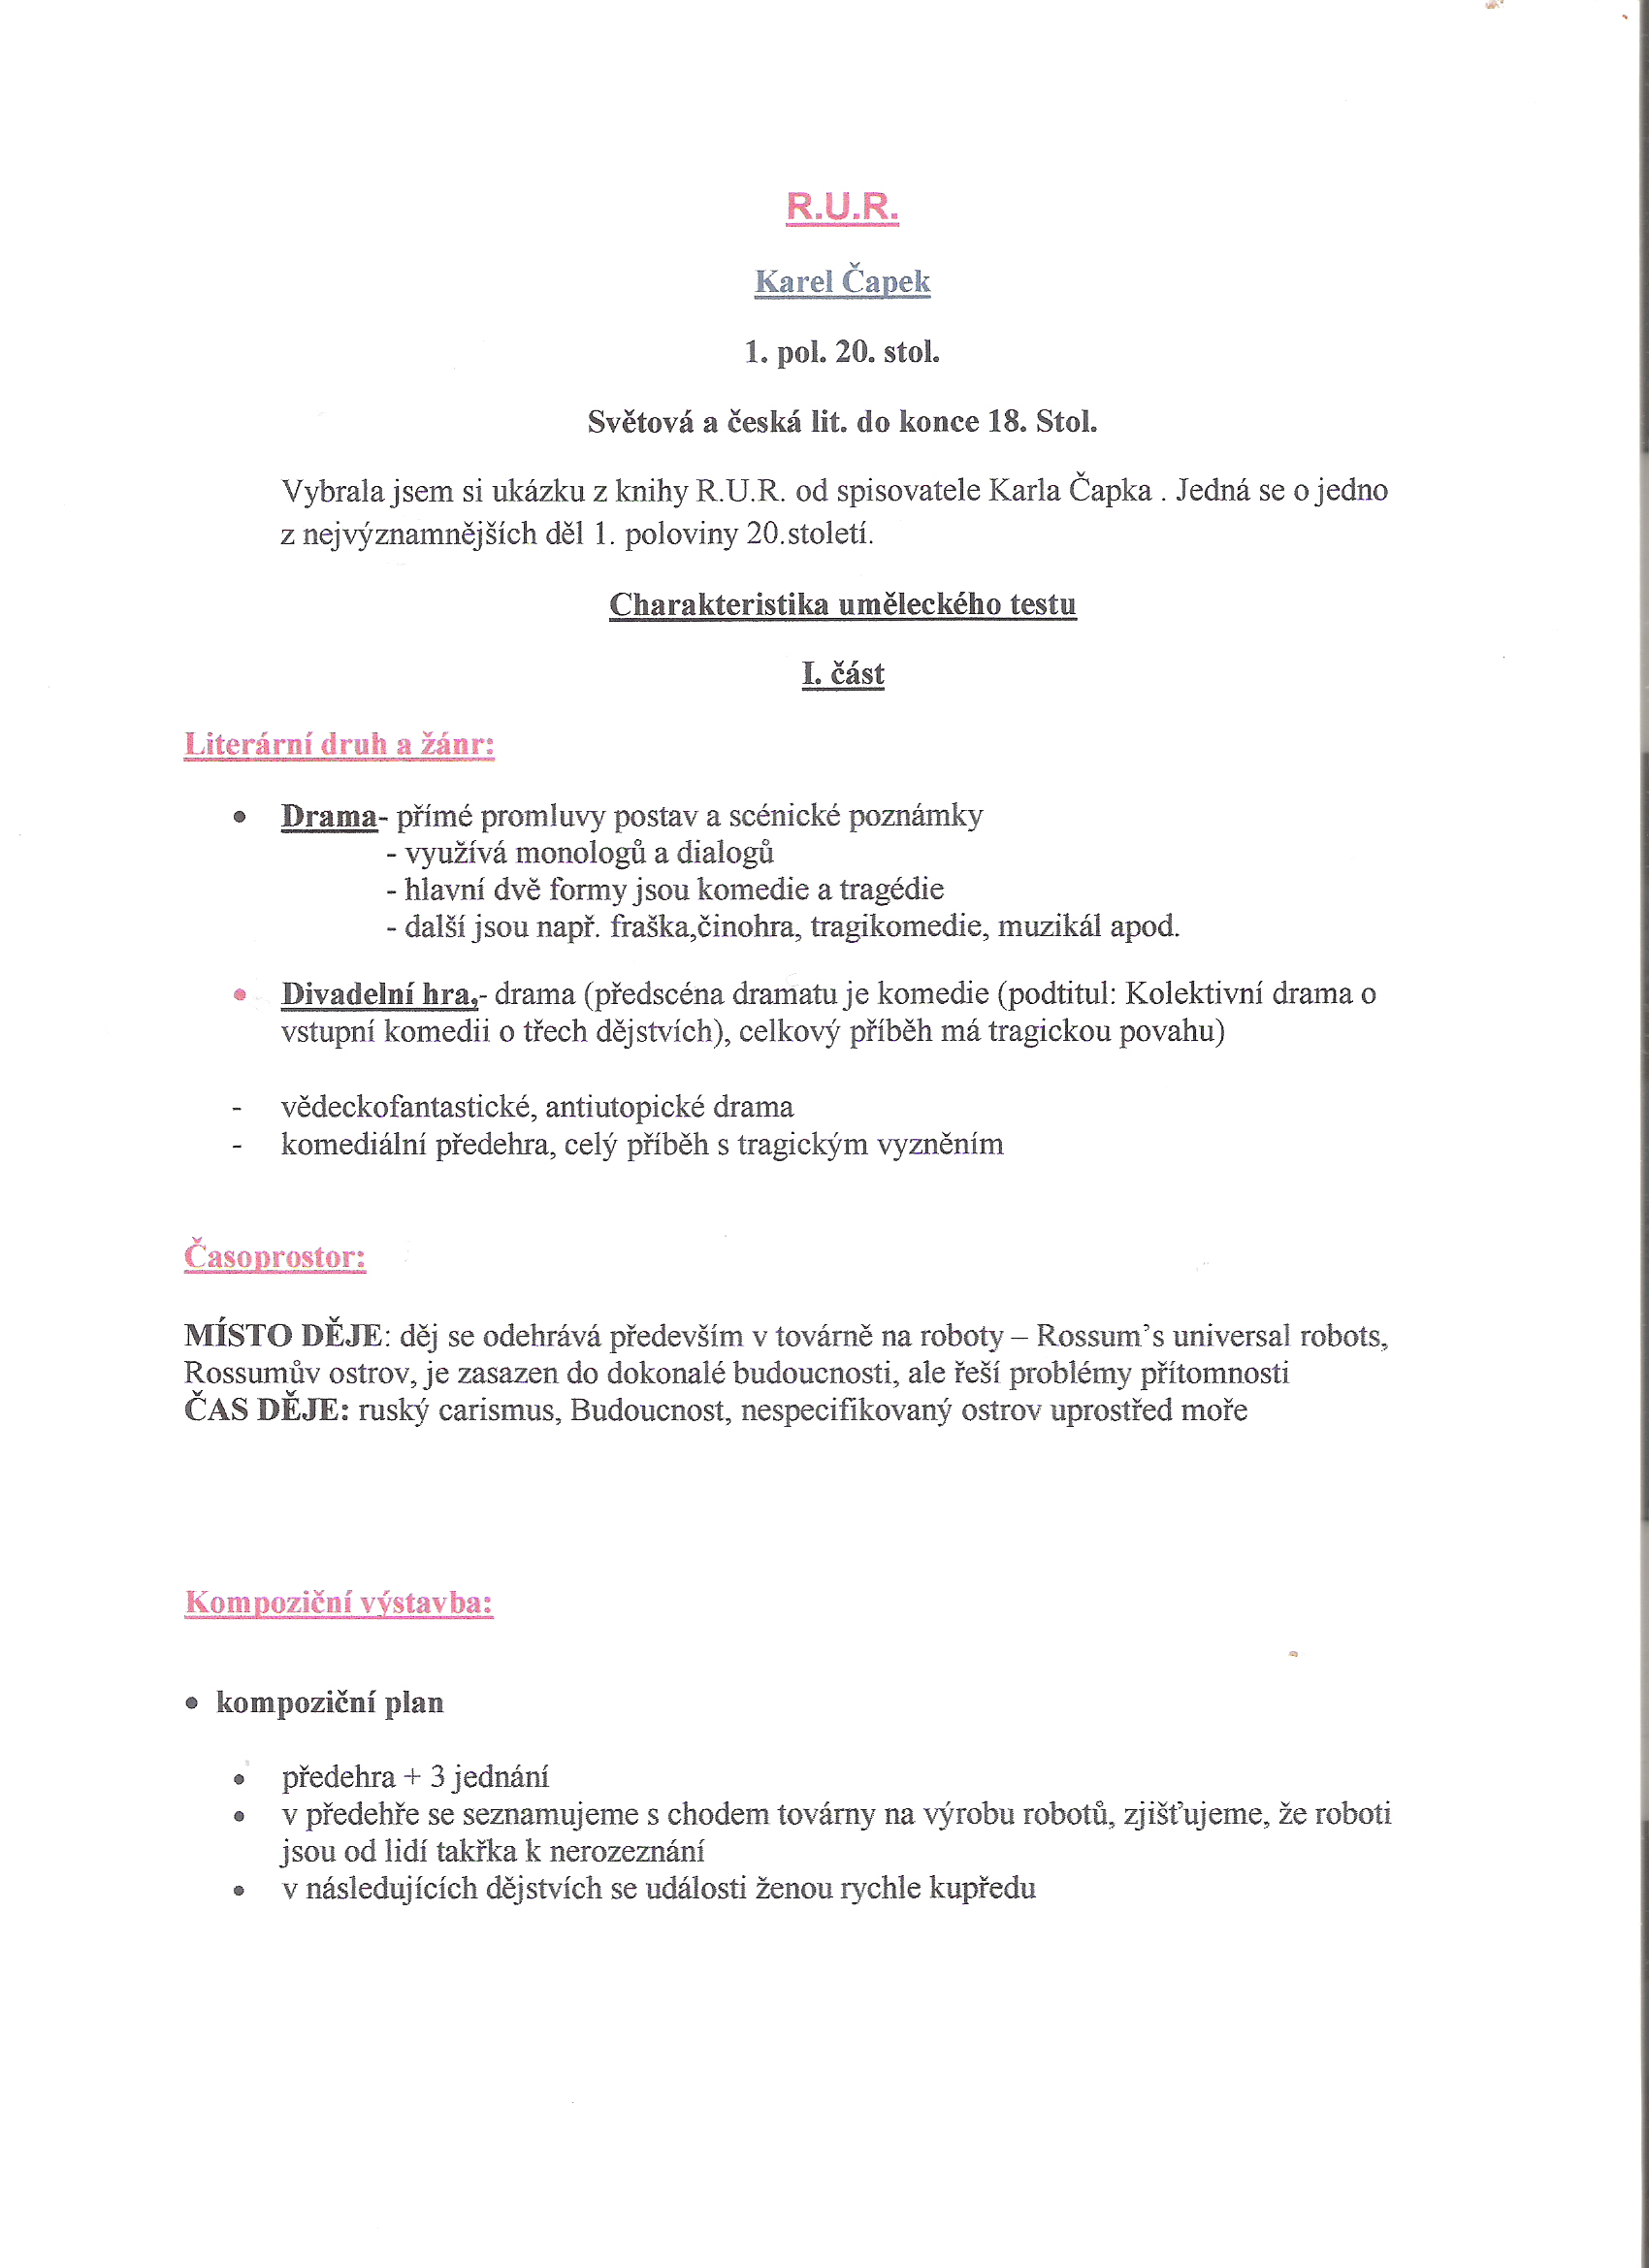 R.U.R.
Karel Čapek
1. pol. 20. stol.
Světová a česká lit. do konce 18. Stol.
Vybrala jsem si ukázku z knihy R.U.R. od spisovatele Karla Čapka . Jedná se o jedno
z nejvýznamnějších děl 1. poloviny 20.století.
Charakteristika uměleckého testu
I. část
Literární druh a žánr:
• Drama- přímé promluvy postav a scénické poznámky
- využívá monologů a dialogů
- hlavní dvě formy jsou komedie a tragédie
- další jsou např. fraška,činohra, tragikomedie, muzikál apod.
• Divadelní hra,- drama (předscéna dramatu je komedie (podtitul: Kolektivní drama o
vstupní komedii o třech dějstvích), celkový příběh má tragickou povahu)
- vědeckofantastické, antiutopické drama
- komediální předehra, celý příběh s tragickým vyzněním
Časoprostor:
MÍSTO DĚJE: děj se odehrává především v továrně na roboty – Rossum’s universal robots,
Rossumův ostrov, je zasazen do dokonalé budoucnosti, ale řeší problémy přítomnosti
ČAS DĚJE: ruský carismus, Budoucnost, nespecifikovaný ostrov uprostřed moře
Kompoziční výstavba:
• kompoziční plan
• předehra + 3 jednání
• v předehře se seznamujeme s chodem továrny na výrobu robotů, zjišťujeme, že roboti
jsou od lidí takřka k nerozeznání
• v následujících dějstvích se události ženou rychle kupředu